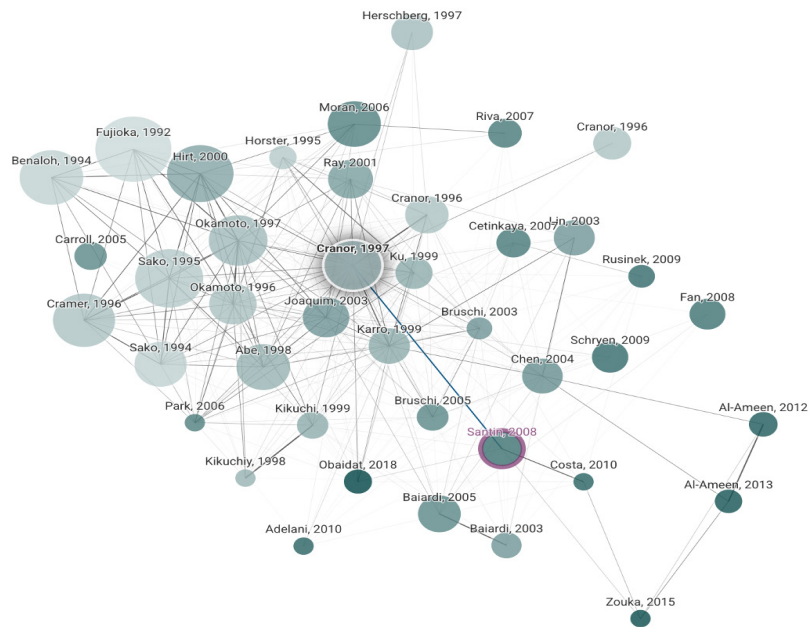 Herschberg, 1997
Moran, 2006
Riva, 2007
Fujioka, 1992
Horster, 1995
Cranor, 1996
Benaloh, 1994
Hirt, 2000
Ray, 2001
Cranor, 1996
Okamoto, 1997
Cetinkaya, 2007
Lin, 2003
Carroll, 2005
Cranor, 1997
Ku, 1999
Sako, 1995
Rusinek, 2009
Okamoto, 1996
Cramer, 1996
Joaquim, 2003
Bruschi, 2003
Fan, 2008
Karro, 1999
Sako, 1994
Abe, 1998
Schryen, 2009
Chen, 2004
Park, 2006
Bruschi, 2005
Al-Ameen, 2012
Kikuchi, 1999
Santin, 2008
Kikuchiy, 1998
Obaidat, 2018
Costa, 2010
Al-Ameen, 2013
Baiardi, 2005
Adelani, 2010
Baiardi, 2003
Zouka, 2015